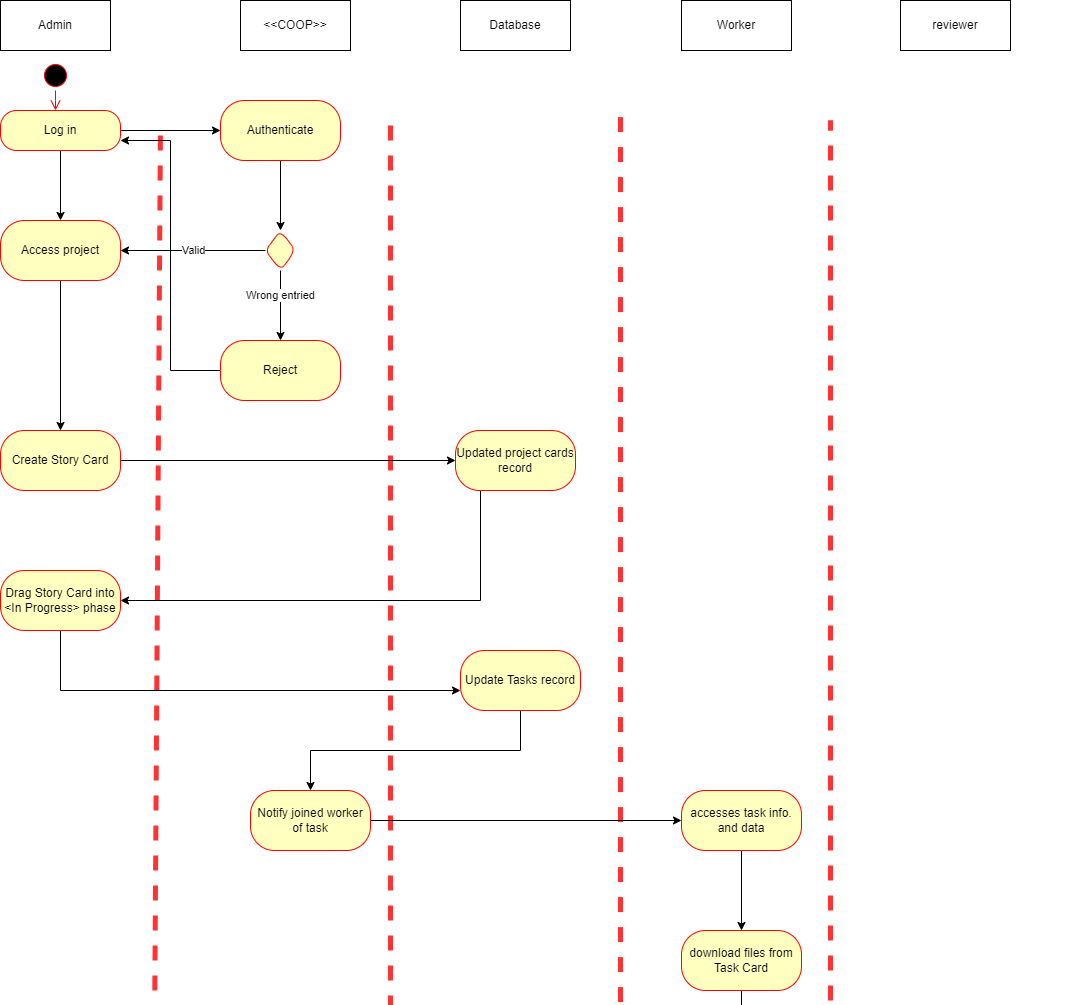 Admin
<<COOP>>
Database
Worker
reviewer
Log in
Authenticate
Access project
Valid
Wrong entried
Reject
Create Story Card
Updated project cards
record
Drag Story Card into
<In Progress> phase
Update Tasks record
Notify joined worker
of task
accesses task info.
and data
download files from
Task Card